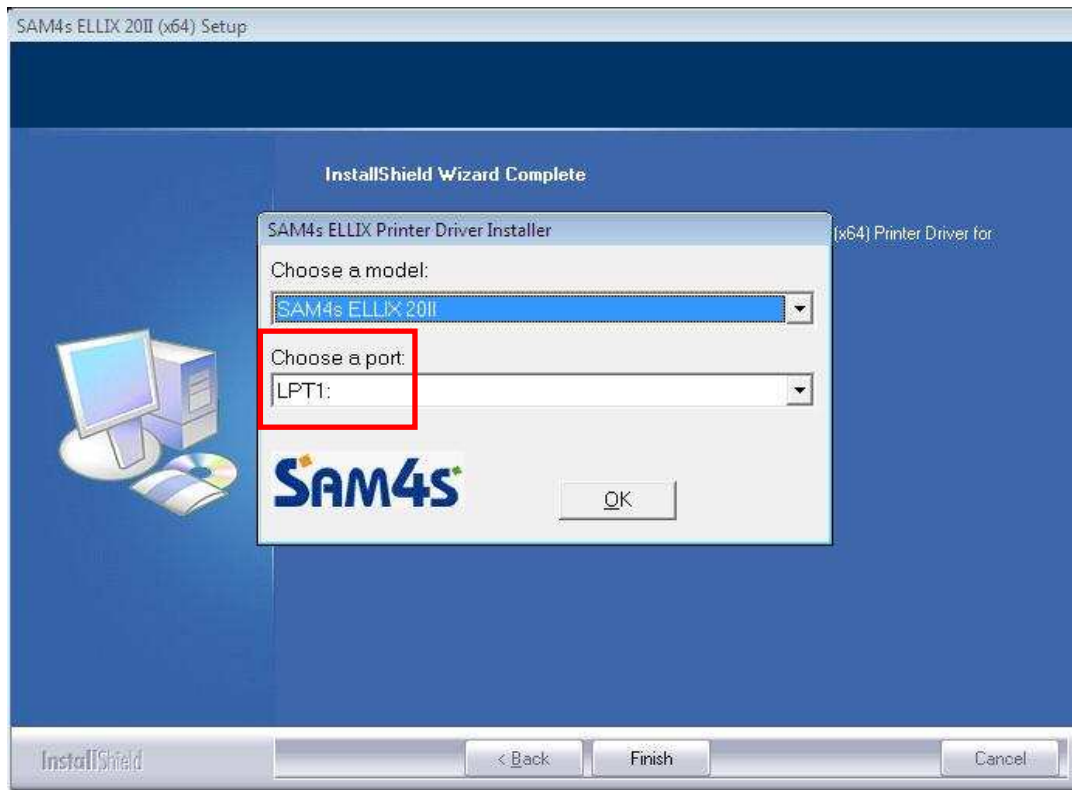 SAM4s ELLIX 20II (x64) Setup
InstallShield Wizard Complete
SAM4s ELLIX Printer Driver Installer
(x64) Printer Driver for
Choose a model:
SAM4s ELLIX 20II
Choose a port:
LPT1:
SAM4S
OK
InstallShield
< Back
Finish
Cancel